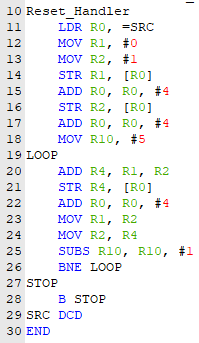 10 Reset_Handler
11 LDR R0, =SRC
12 MOV R1, #0
13 MOV R2, #1
14 STR R1, [R0]
15 ADD R0, R0, #4
16 STR R2, [R0]
17 ADD R0, R0, #4
18 MOV R10, #5
19 LOOP
20 ADD R4, R1, R2
21 STR R4, [R0]
22 ADD R0, R0, #4
23 MOV R1, R2
24 MOV R2, R4
25 SUBS R10, R10, #1
26 BNE LOOP
27 STOP
28 B STOP
29 SRC DCD
30 END